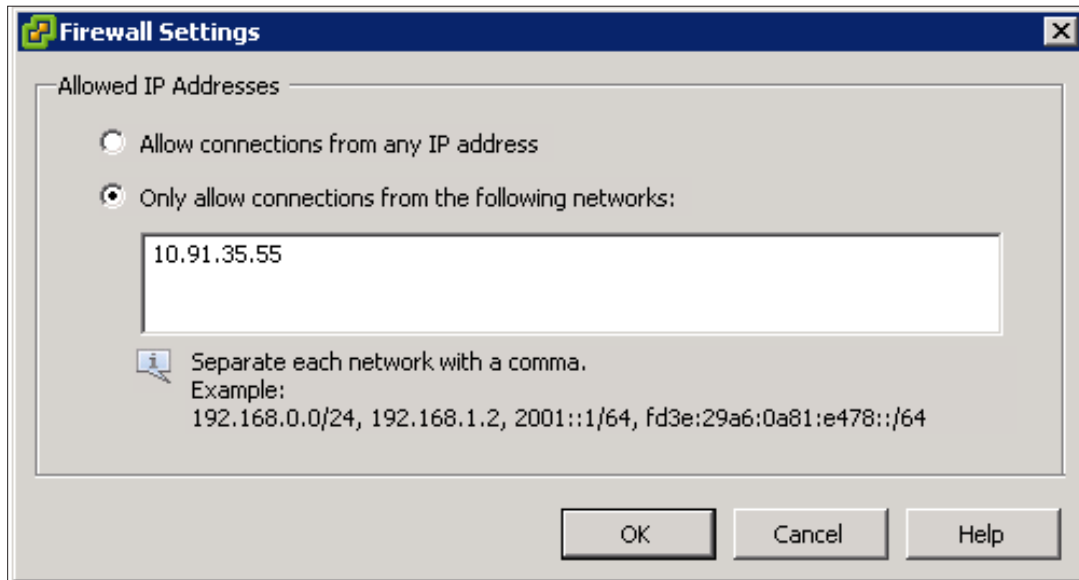 Firewall Settings
Allowed IP Addresses
Allow connections from any IP address
Only allow connections from the following networks:
10.91.35.55
Separate each network with a comma.
Example:
192.168.0.0/24, 192.168.1.2, 2001::1/64, fd3e:29a6:0a81:e478::/64
OK Cancel Help